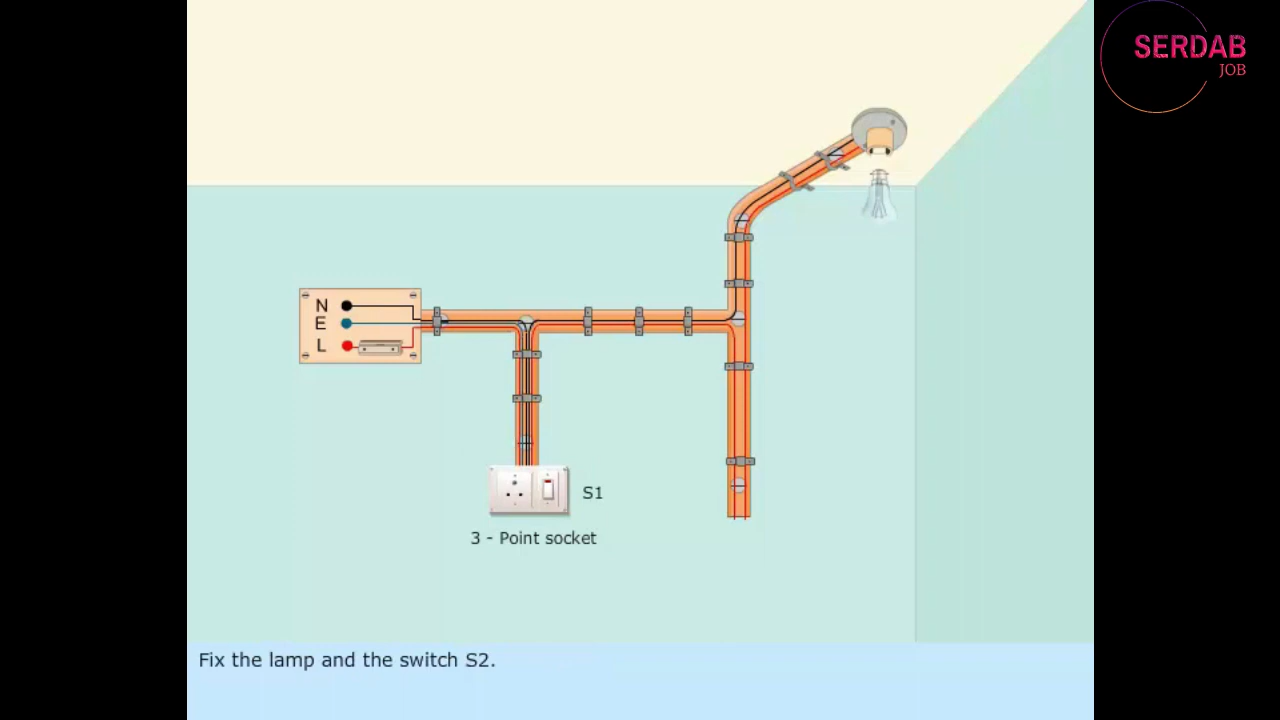 SERDAB
JOB
N
E
L
S1
3 - Point socket
Fix the lamp and the switch S2.